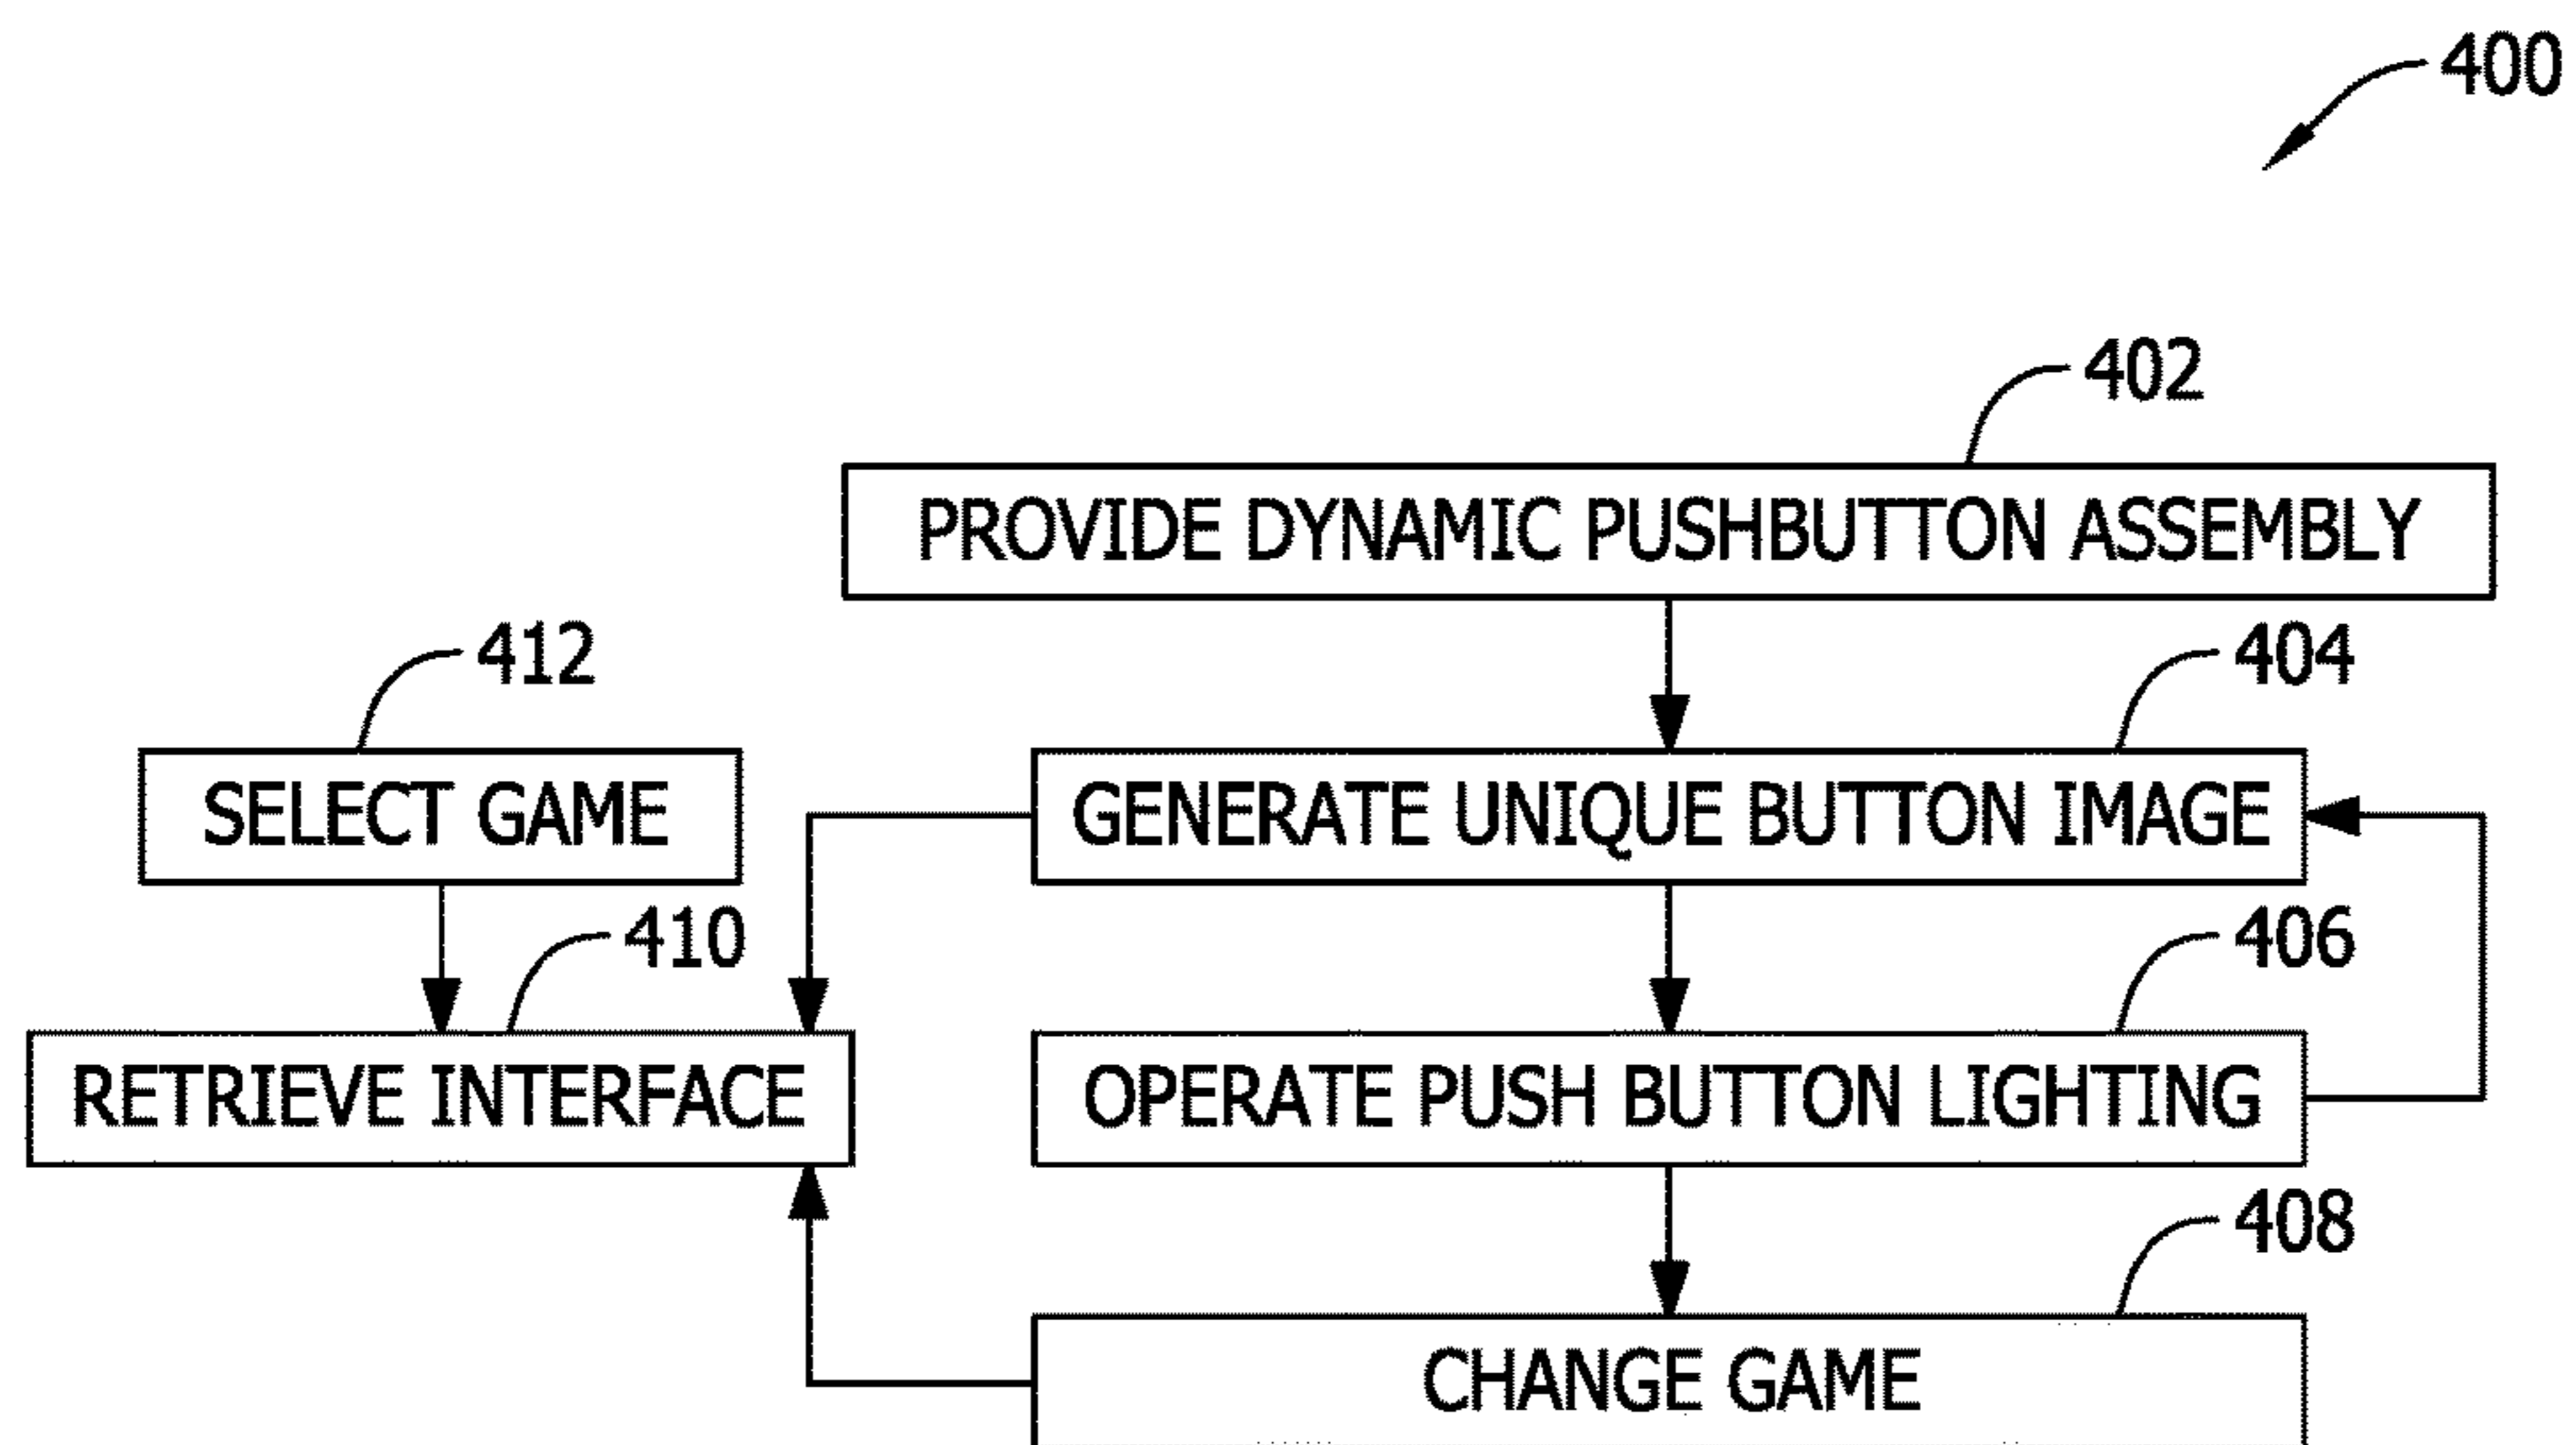 400
402
PROVIDE DYNAMIC PUSHBUTTON ASSEMBLY
412
404
SELECT GAME
GENERATE UNIQUE BUTTON IMAGE
410
406
RETRIEVE INTERFACE
OPERATE PUSH BUTTON LIGHTING
408
CHANGE GAME